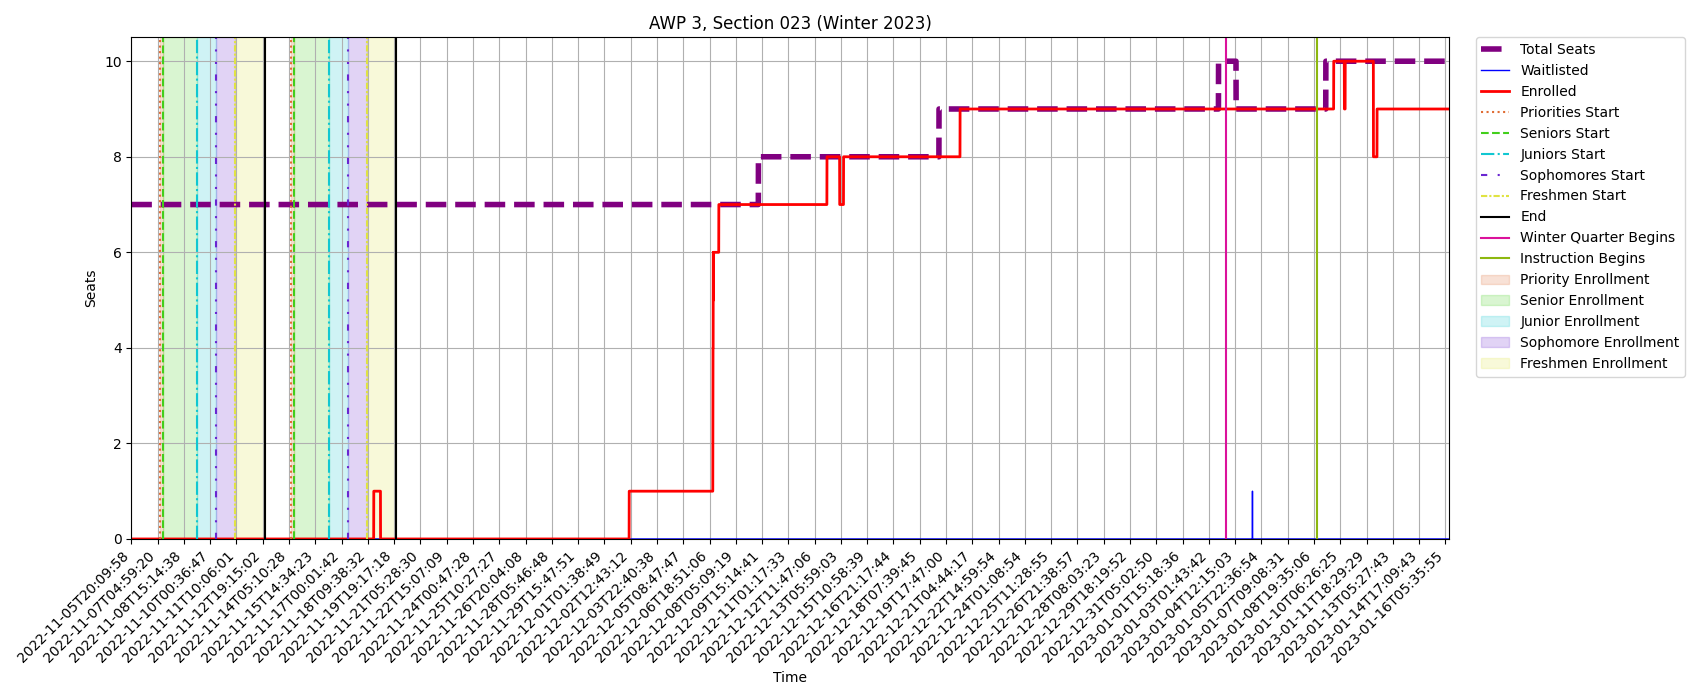 AWP 3, Section 023 (Winter 2023)
Seats
10
8
6
4
2
0
2022-11-05T20:09:58
2022-11-07T04:59:20
2022-11-08T15:14:38
2022-11-10T00:36:47
2022-11-11T10:06:01
2022-11-12T19:15:02
2022-11-14T05:10:28
2022-11-15T14:34:23
2022-11-17T00:01:42
2022-11-18T09:38:32
2022-11-19T19:17:18
2022-11-21T05:28:30
2022-11-22T15:07:09
2022-11-24T00:47:28
2022-11-25T10:27:27
2022-11-26T20:04:08
2022-11-28T05:46:48
2022-11-29T15:47:51
2022-12-01T01:38:49
2022-12-02T12:43:12
2022-12-03T22:40:38
2022-12-05T08:47:47
2022-12-06T18:51:06
2022-12-08T05:09:19
2022-12-09T15:14:41
2022-12-11T01:17:33
2022-12-12T11:47:06
2022-12-13T15:59:03
2022-12-15T10:58:39
2022-12-16T21:17:44
2022-12-18T07:39:45
2022-12-19T17:47:00
2022-12-21T04:44:17
2022-12-22T14:59:54
2022-12-24T01:08:54
2022-12-25T11:28:55
2022-12-26T21:38:57
2022-12-28T08:03:23
2022-12-29T18:19:52
2022-12-31T05:02:50
2023-01-01T15:18:36
2023-01-03T01:43:42
2023-01-04T12:15:03
2023-01-05T22:36:54
2023-01-07T09:08:31
2023-01-08T19:35:06
2023-01-10T06:26:25
2023-01-11T18:29:29
2023-01-13T05:27:43
2023-01-14T17:09:43
2023-01-16T05:35:55
Time
Total Seats
Waitlisted
Enrolled
Priorities Start
Seniors Start
Juniors Start
Sophomores Start
Freshmen Start
End
Winter Quarter Begins
Instruction Begins
Priority Enrollment
Senior Enrollment
Junior Enrollment
Sophomore Enrollment
Freshmen Enrollment